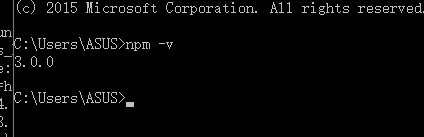 (c) 2015 Microsoft Corporation. All rights reserved.
C:\Users\ASUS>npm -v
3.0.0
C:\Users\ASUS>